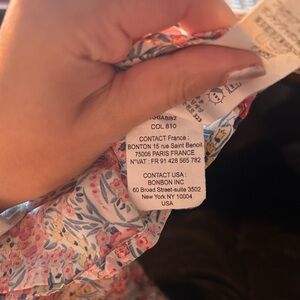 COL 810
CONTACT France :
BONTON 15 rue Saint Benoit
75006 PARIS FRANCE
N°VAT : FR 91 428 565 782
CONTACT USA :
BONBON INC
60 Broad Street-suite 3502
New York NY 10004
USA